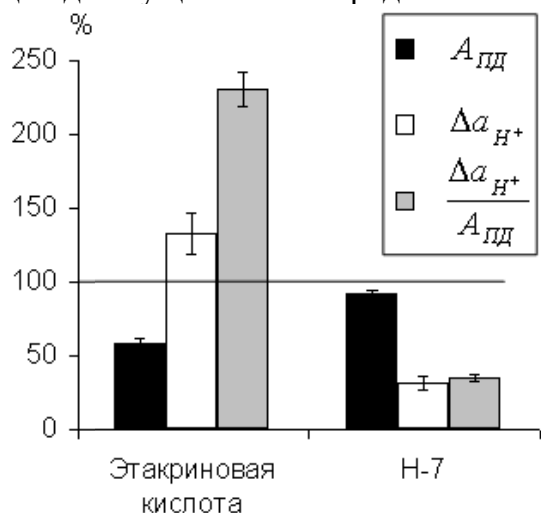 %
250
200
150
100
50
0
A_ПД
Δa_H⁺
Δa_H⁺
A_ПД
Этакриновая
кислота
H-7